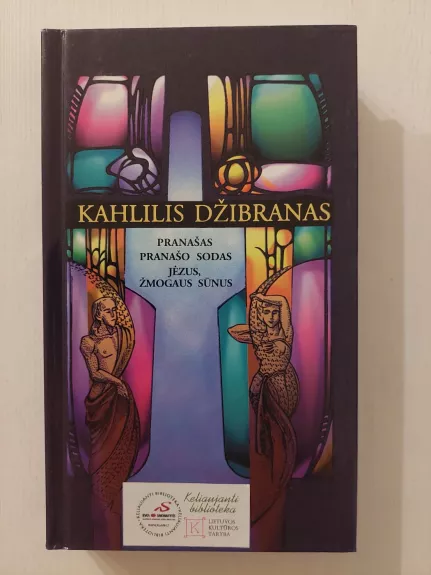 KAHLILIS DŽIBRANAS
PRANAŠAS
PRANAŠO SODAS
JĖZUS,
ŽMOGAUS SŪNUS
Keliaujanti
biblioteka
LIETUVOS
KULTŪROS
TARYBA